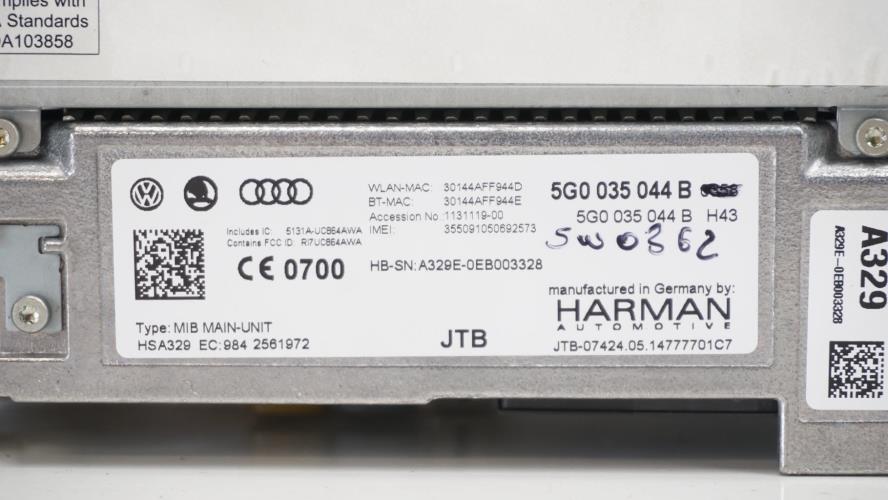 mplies with
A Standards
0A103858
WLAN-MAC: 30144AFF944D
BT-MAC: 30144AFF944E
Accession No.: 1131119-00
IMEI: 355091050692573
5G0 035 044 B
5G0 035 044 B H43
SW0362
Includes IC: 5131A-UC864AWA
Contains FCC ID: RI7UC864AWA
CE 0700
HB-SN: A329E-0EB003328
manufactured in Germany by:
HARMAN
AUTOMOTIVE
Type: MIB MAIN-UNIT
HSA329 EC: 984 2561972
JTB
JTB-07424.05.14777701C7
A329
A329E-0EB003328